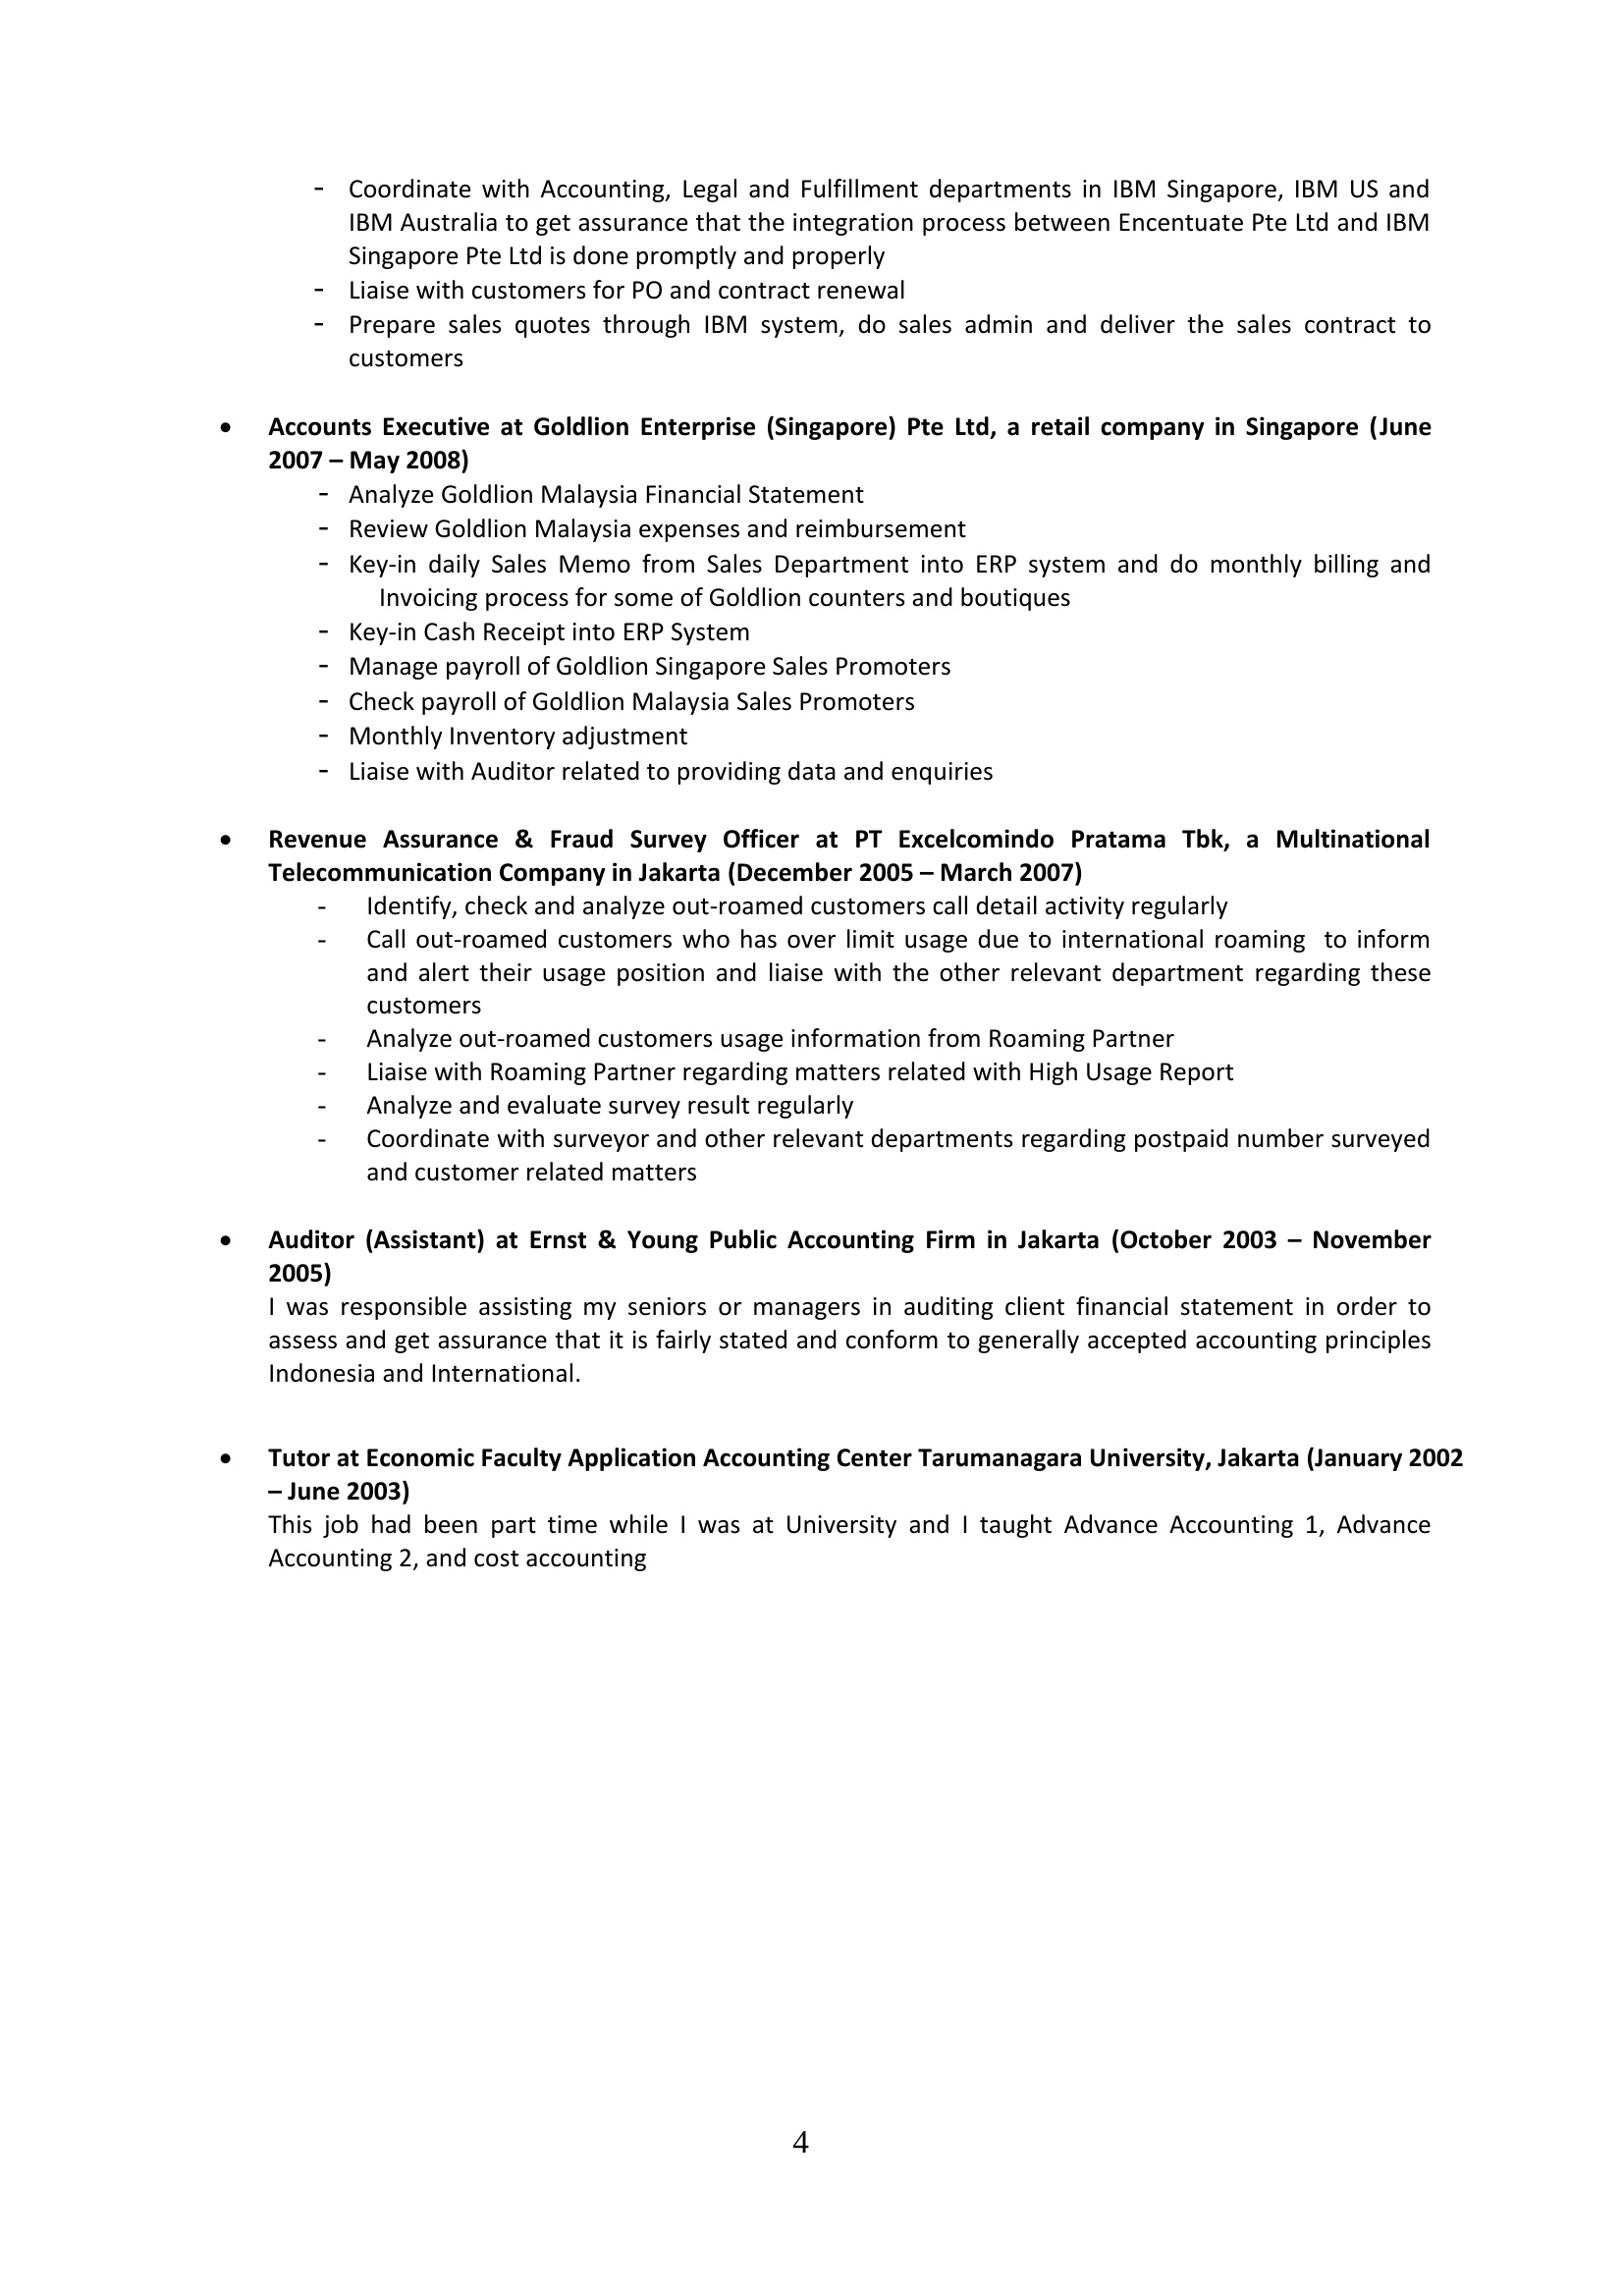 - Coordinate with Accounting, Legal and Fulfillment departments in IBM Singapore, IBM US and
IBM Australia to get assurance that the integration process between Encentuate Pte Ltd and IBM
Singapore Pte Ltd is done promptly and properly
- Liaise with customers for PO and contract renewal
- Prepare sales quotes through IBM system, do sales admin and deliver the sales contract to
customers
• Accounts Executive at Goldlion Enterprise (Singapore) Pte Ltd, a retail company in Singapore (June
2007 – May 2008)
- Analyze Goldlion Malaysia Financial Statement
- Review Goldlion Malaysia expenses and reimbursement
- Key-in daily Sales Memo from Sales Department into ERP system and do monthly billing and
Invoicing process for some of Goldlion counters and boutiques
- Key-in Cash Receipt into ERP System
- Manage payroll of Goldlion Singapore Sales Promoters
- Check payroll of Goldlion Malaysia Sales Promoters
- Monthly Inventory adjustment
- Liaise with Auditor related to providing data and enquiries
• Revenue Assurance & Fraud Survey Officer at PT Excelcomindo Pratama Tbk, a Multinational
Telecommunication Company in Jakarta (December 2005 – March 2007)
- Identify, check and analyze out-roamed customers call detail activity regularly
- Call out-roamed customers who has over limit usage due to international roaming to inform
and alert their usage position and liaise with the other relevant department regarding these
customers
- Analyze out-roamed customers usage information from Roaming Partner
- Liaise with Roaming Partner regarding matters related with High Usage Report
- Analyze and evaluate survey result regularly
- Coordinate with surveyor and other relevant departments regarding postpaid number surveyed
and customer related matters
• Auditor (Assistant) at Ernst & Young Public Accounting Firm in Jakarta (October 2003 – November
2005)
I was responsible assisting my seniors or managers in auditing client financial statement in order to
assess and get assurance that it is fairly stated and conform to generally accepted accounting principles
Indonesia and International.
• Tutor at Economic Faculty Application Accounting Center Tarumanagara University, Jakarta (January 2002
– June 2003)
This job had been part time while I was at University and I taught Advance Accounting 1, Advance
Accounting 2, and cost accounting
4